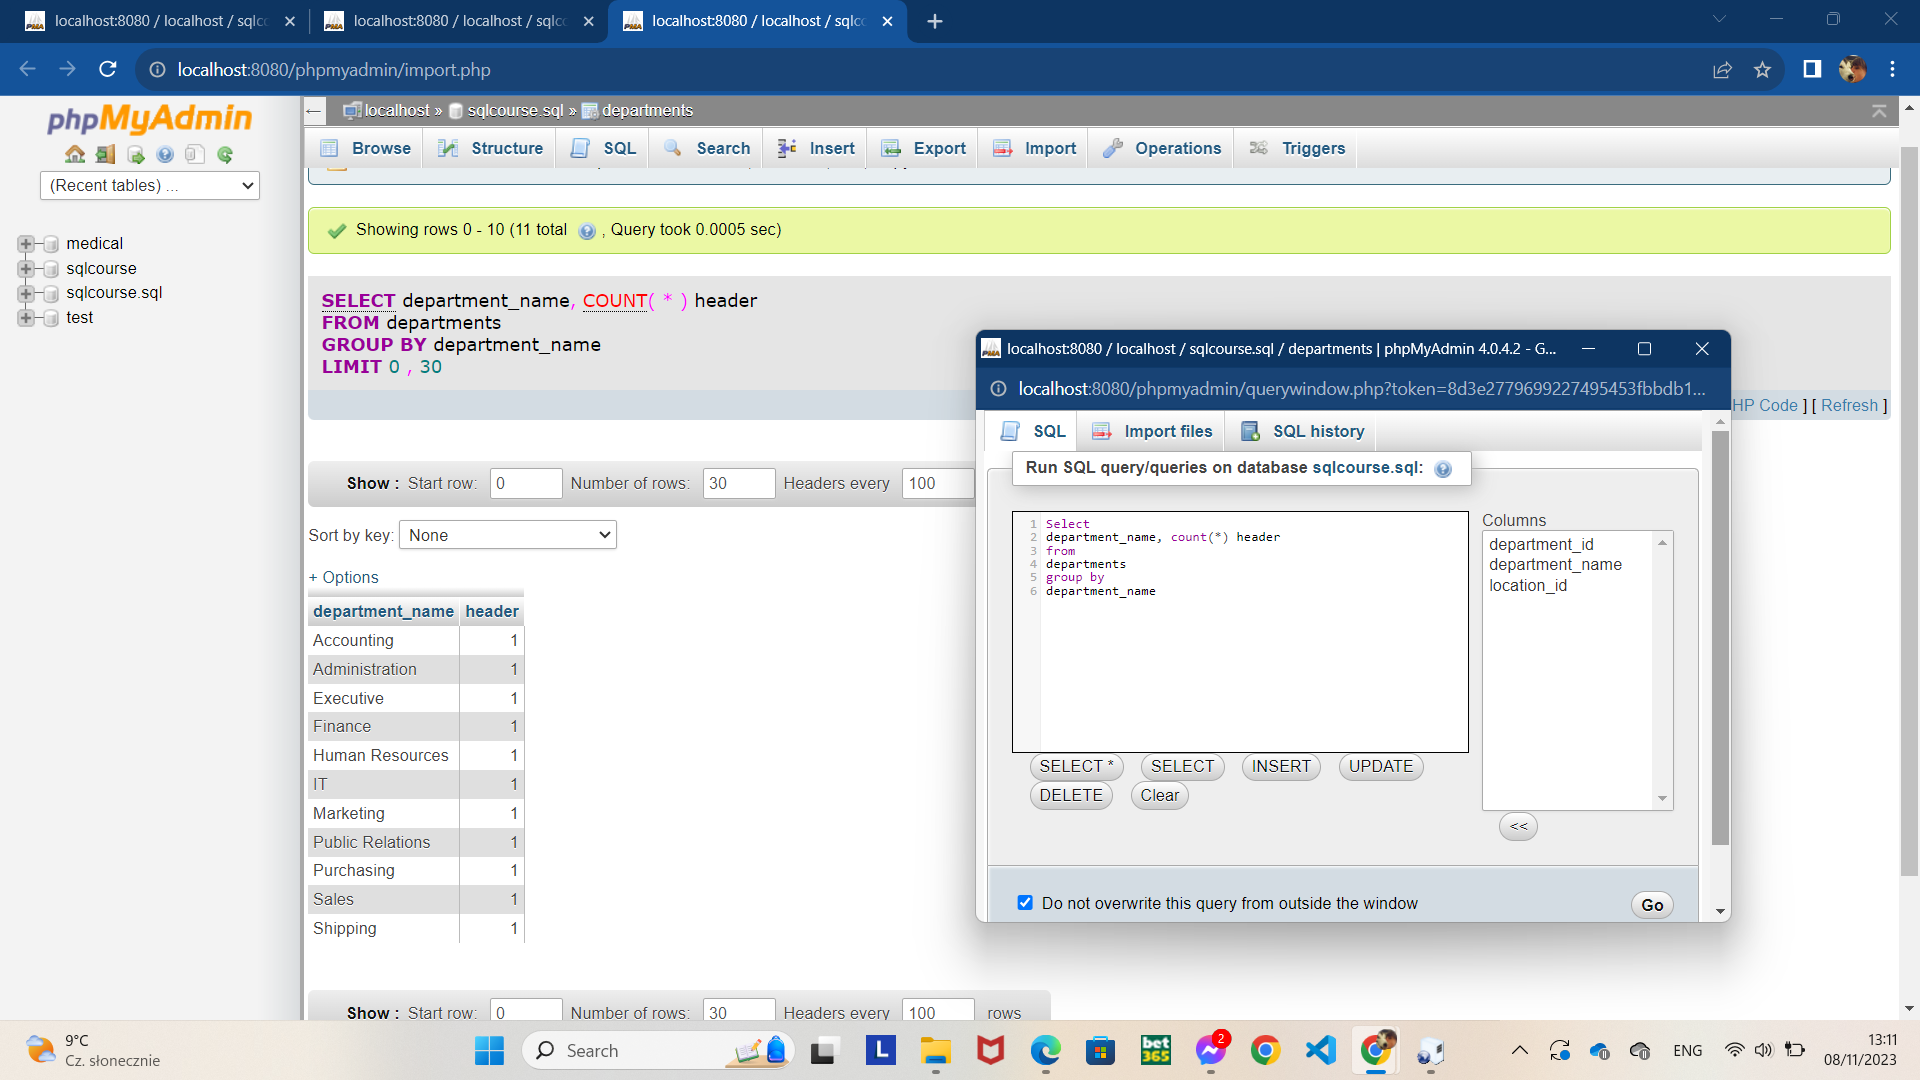 localhost:8080 / localhost / sqlco
localhost:8080 / localhost / sqlco
localhost:8080 / localhost / sqlco
localhost:8080/phpmyadmin/import.php
phpMyAdmin
(Recent tables) ...
medical
sqlcourse
sqlcourse.sql
test
localhost » sqlcourse.sql » departments
Browse Structure SQL Search Insert Export Import Operations Triggers
Showing rows 0 - 10 (11 total , Query took 0.0005 sec)
SELECT department_name, COUNT( * ) header
FROM departments
GROUP BY department_name
LIMIT 0 , 30
HP Code ] [ Refresh ]
Show : Start row: 0 Number of rows: 30 Headers every 100
Sort by key: None
+ Options
department_name header
Accounting 1
Administration 1
Executive 1
Finance 1
Human Resources 1
IT 1
Marketing 1
Public Relations 1
Purchasing 1
Sales 1
Shipping 1
Show : Start row: 0 Number of rows: 30 Headers every 100 rows
localhost:8080 / localhost / sqlcourse.sql / departments | phpMyAdmin 4.0.4.2 - G...
localhost:8080/phpmyadmin/querywindow.php?token=8d3e2779699227495453fbbdb1...
SQL Import files SQL history
Run SQL query/queries on database sqlcourse.sql:
1 Select
2 department_name, count(*) header
3 from
4 departments
5 group by
6 department_name
Columns
department_id
department_name
location_id
SELECT * SELECT INSERT UPDATE
DELETE Clear
<<
Do not overwrite this query from outside the window
Go
9°C
Cz. słonecznie
Search
L
bet
365
2
ENG
13:11
08/11/2023